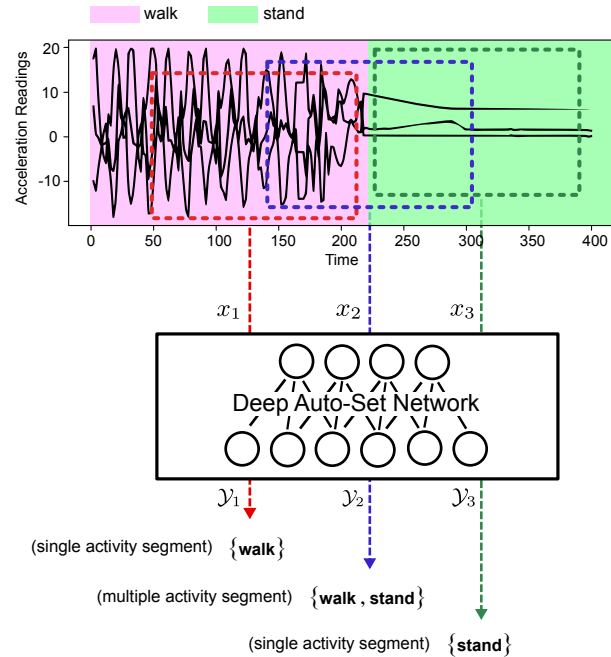 walk stand
Acceleration Readings
20
10
0
-10
0 50 100 150 200 250 300 350 400
Time
x₁ x₂ x₃
Deep Auto-Set Network
𝒴₁ 𝒴₂ 𝒴₃
(single activity segment) {walk}
(multiple activity segment) {walk , stand}
(single activity segment) {stand}